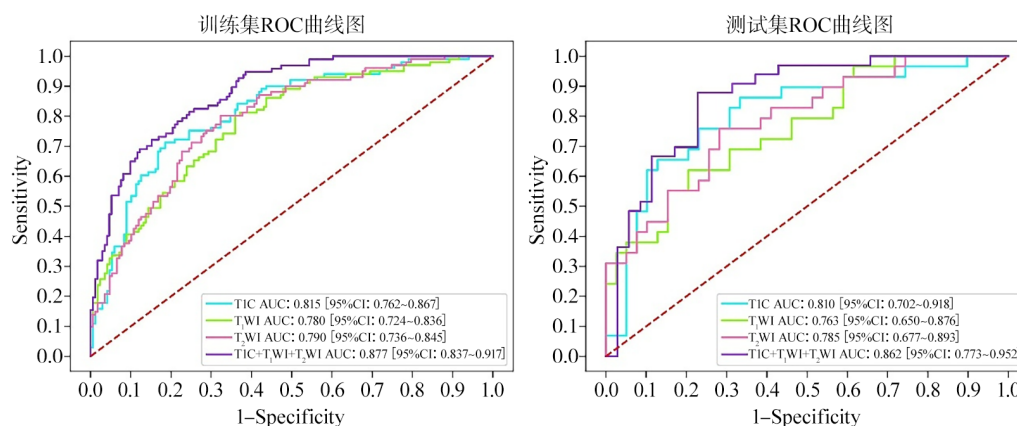 训练集ROC曲线图
1.0
0.9
0.8
0.7
0.6
0.5
0.4
0.3
0.2
0.1
0.0
Sensitivity
T1C AUC: 0.815 [95%CI: 0.762~0.867]
T₁WI AUC: 0.780 [95%CI: 0.724~0.836]
T₂WI AUC: 0.790 [95%CI: 0.736~0.845]
T1C+T₁WI+T₂WI AUC: 0.877 [95%CI: 0.837~0.917]
0.0 0.1 0.2 0.3 0.4 0.5 0.6 0.7 0.8 0.9 1.0
1-Specificity
测试集ROC曲线图
1.0
0.9
0.8
0.7
0.6
0.5
0.4
0.3
0.2
0.1
0.0
Sensitivity
T1C AUC: 0.810 [95%CI: 0.702~0.918]
T₁WI AUC: 0.763 [95%CI: 0.650~0.876]
T₂WI AUC: 0.785 [95%CI: 0.677~0.893]
T1C+T₁WI+T₂WI AUC: 0.862 [95%CI: 0.773~0.952
0.0 0.1 0.2 0.3 0.4 0.5 0.6 0.7 0.8 0.9 1.0
1-Specificity